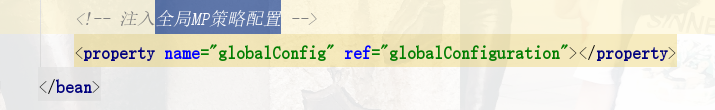 <!-- 注入全局MP策略配置 -->
<property name="globalConfig" ref="globalConfiguration"></property>
</bean>